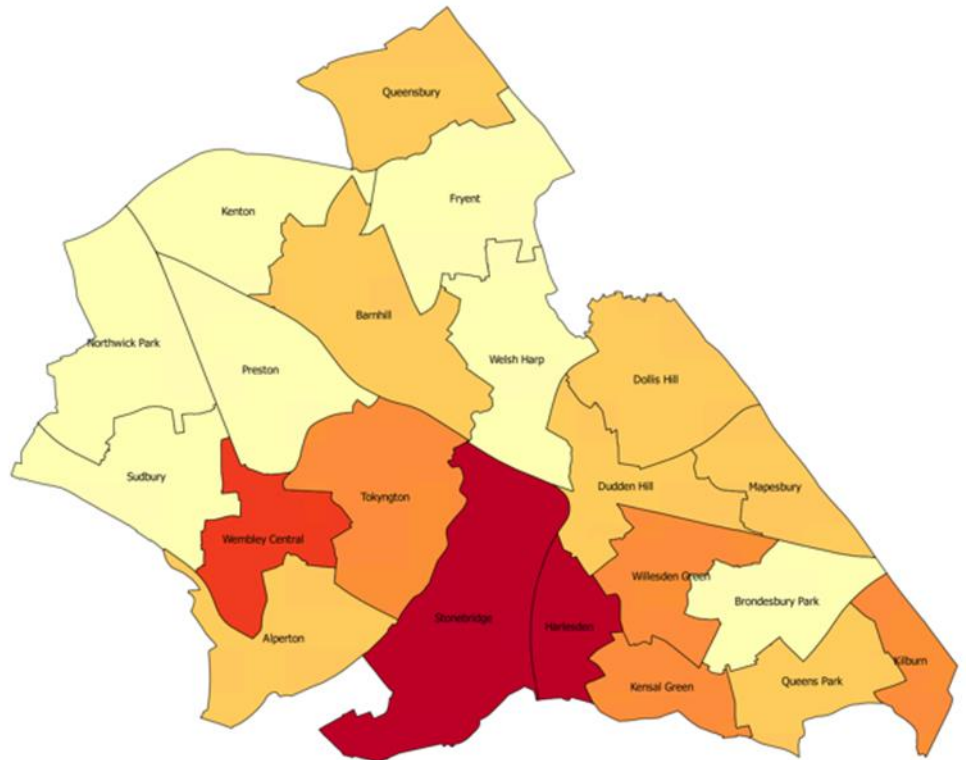 Queensbury
Fryent
Kenton
Barnhill
Northwick Park
Preston
Welsh Harp
Dollis Hill
Sudbury
Tokyngton
Dudden Hill
Mapesbury
Wembley Central
Willesden Green
Brondesbury Park
Stonebridge
Harlesden
Alperton
Kilburn
Kensal Green
Queens Park